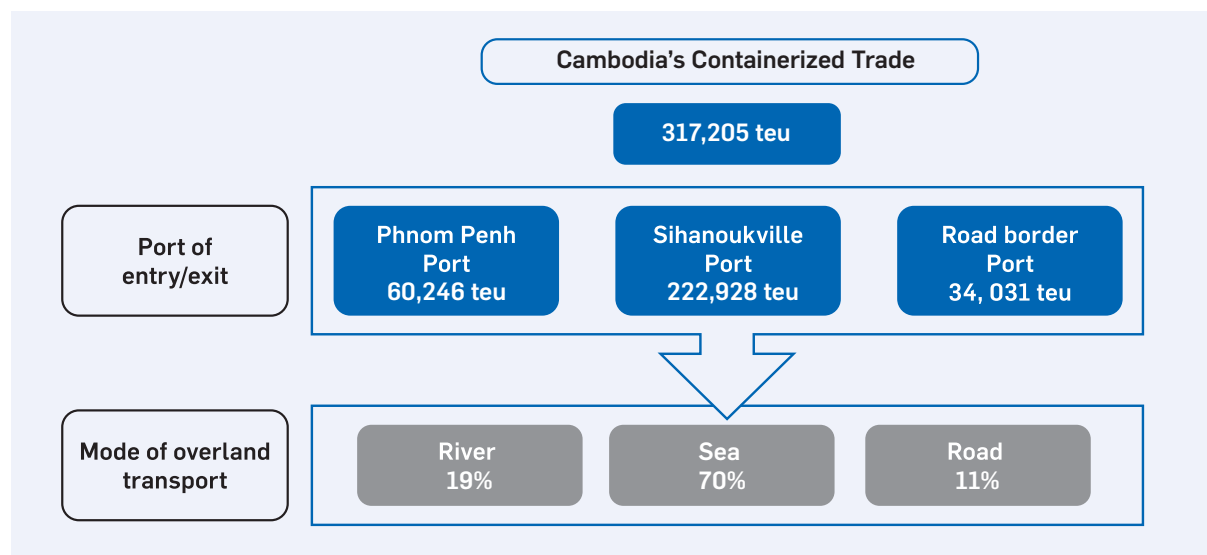 Cambodia's Containerized Trade
317,205 teu
Port of
entry/exit
Phnom Penh
Port
60,246 teu
Sihanoukville
Port
222,928 teu
Road border
Port
34, 031 teu
Mode of overland
transport
River
19%
Sea
70%
Road
11%